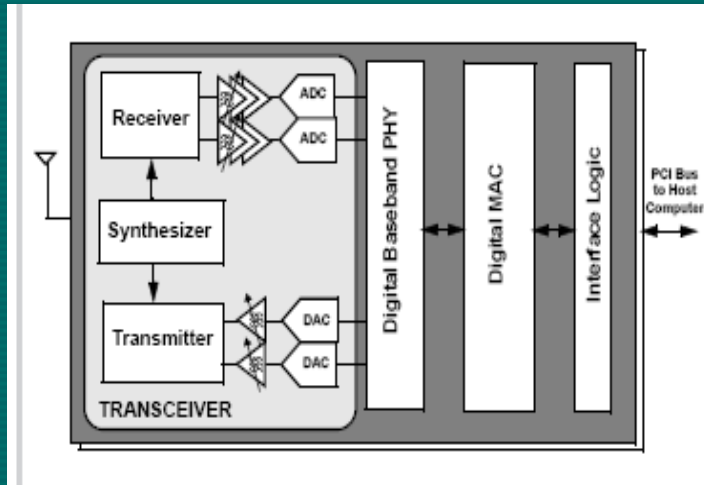 Receiver
ADC
ADC
Synthesizer
Transmitter
DAC
DAC
TRANSCEIVER
Digital Baseband PHY
Digital MAC
Interface Logic
PCI Bus
to Host
Computer